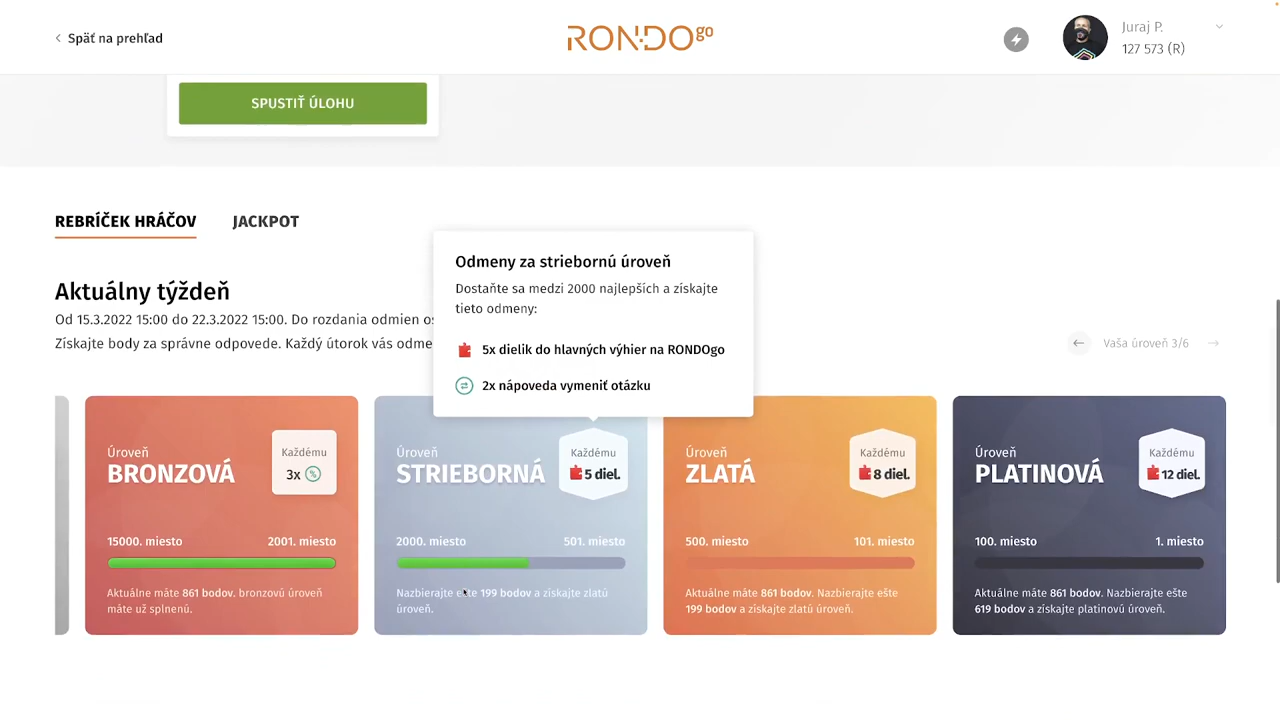 Späť na prehľad
RONDOgo
Juraj P.
127 573 (R)
SPUSTIŤ ÚLOHU
REBRÍČEK HRÁČOV
JACKPOT
Aktuálny týždeň
Od 15.3.2022 15:00 do 22.3.2022 15:00. Do rozdania odmien
Získajte body za správne odpovede. Každý útorok vás
Vaša úroveň 3/6
Odmeny za striebornú úroveň
Dostaňte sa medzi 2000 najlepších a získajte
tieto odmeny:
5x dielik do hlavných výhier na RONDOgo
2x nápoveda vymeniť otázku
Úroveň
BRONZOVÁ
Každému
3x %
15000. miesto
2001. miesto
Aktuálne máte 861 bodov. bronzovú úroveň
máte už splnenú.
Úroveň
STRIEBORNÁ
Každému
5 diel.
2000. miesto
501. miesto
Nazbierajte ešte 199 bodov a získajte zlatú
úroveň.
Úroveň
ZLATÁ
Každému
8 diel.
500. miesto
101. miesto
Aktuálne máte 861 bodov. Nazbierajte ešte
199 bodov a získajte zlatú úroveň.
Úroveň
PLATINOVÁ
Každému
12 diel.
100. miesto
1. miesto
Aktuálne máte 861 bodov. Nazbierajte ešte
619 bodov a získajte platinovú úroveň.